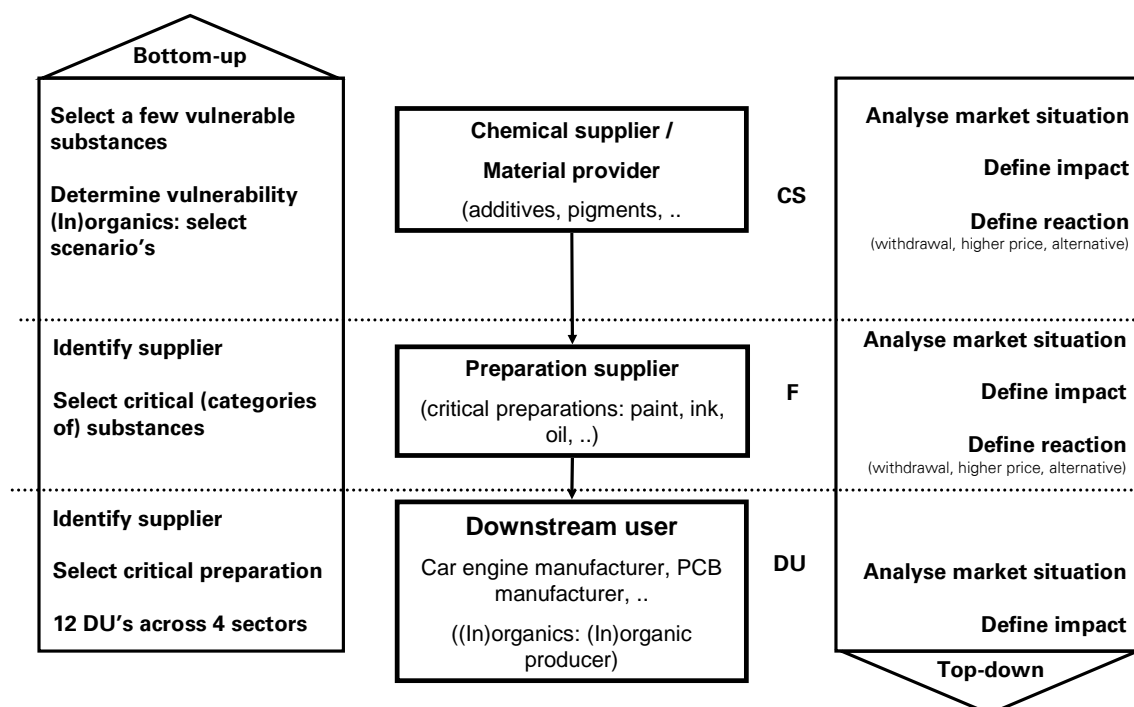 Bottom-up
Select a few vulnerable
substances
Determine vulnerability
(In)organics: select
scenario's
Chemical supplier /
Material provider
(additives, pigments, ..
CS
Analyse market situation
Define impact
Define reaction
(withdrawal, higher price, alternative)
Identify supplier
Select critical (categories
of) substances
Preparation supplier
(critical preparations: paint, ink,
oil, ..)
F
Analyse market situation
Define impact
Define reaction
(withdrawal, higher price, alternative)
Identify supplier
Select critical preparation
12 DU's across 4 sectors
Downstream user
Car engine manufacturer, PCB
manufacturer, ..
((In)organics: (In)organic
producer)
DU
Analyse market situation
Define impact
Top-down